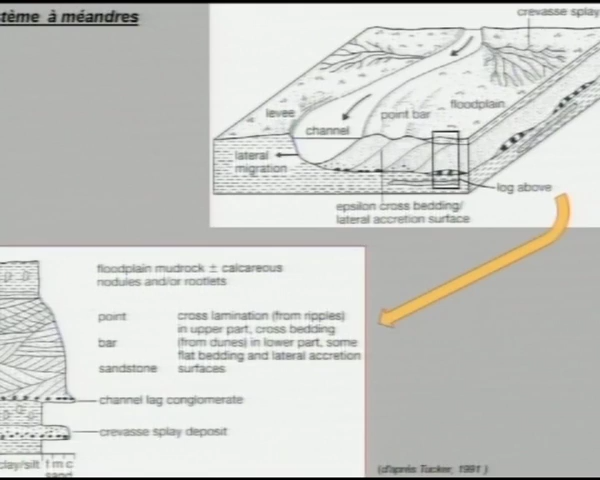 stème à méandres
crevasse splay
levee
channel
point bar
floodplain
lateral
migration
log above
epsilon cross bedding/
lateral accretion surface
floodplain mudrock ± calcareous
nodules and/or rootlets
point cross lamination (from ripples)
in upper part, cross bedding
bar (from dunes) in lower part, some
flat bedding and lateral accretion
sandstone surfaces
channel lag conglomerate
crevasse splay deposit
clay/silt f m c
sand
(d'après Tucker, 1991 )